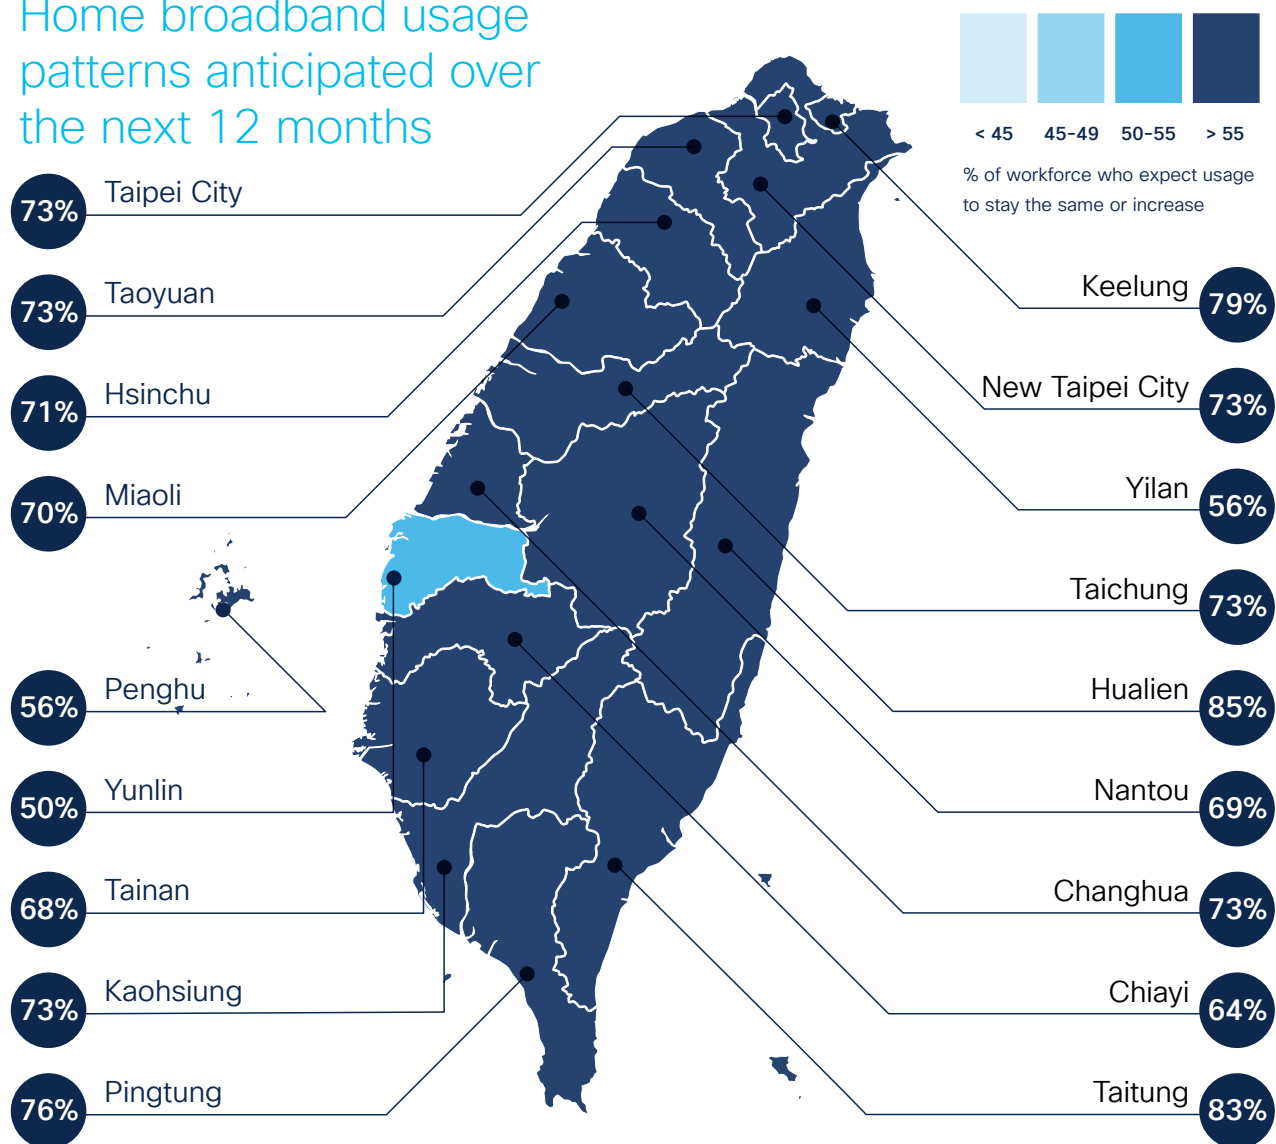 Home broadband usage
patterns anticipated over
the next 12 months
< 45
45-49
50-55
> 55
% of workforce who expect usage
to stay the same or increase
73%
Taipei City
73%
Taoyuan
71%
Hsinchu
70%
Miaoli
56%
Penghu
50%
Yunlin
68%
Tainan
73%
Kaohsiung
76%
Pingtung
Keelung
79%
New Taipei City
73%
Yilan
56%
Taichung
73%
Hualien
85%
Nantou
69%
Changhua
73%
Chiayi
64%
Taitung
83%